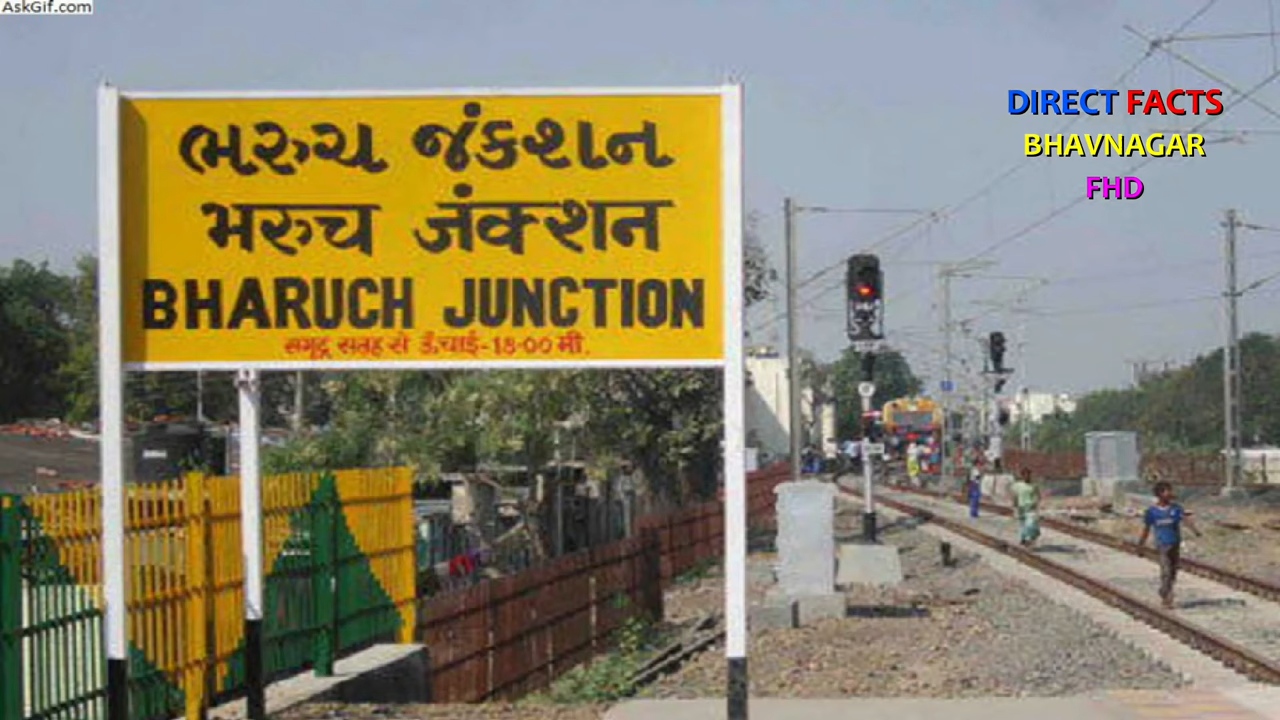 AskGif.com
ભરુચ જંકશન
भरुच जंक्शन
BHARUCH JUNCTION
समुद्र सतह से ऊँचाई-18·00 मी.
DIRECT FACTS
BHAVNAGAR
FHD